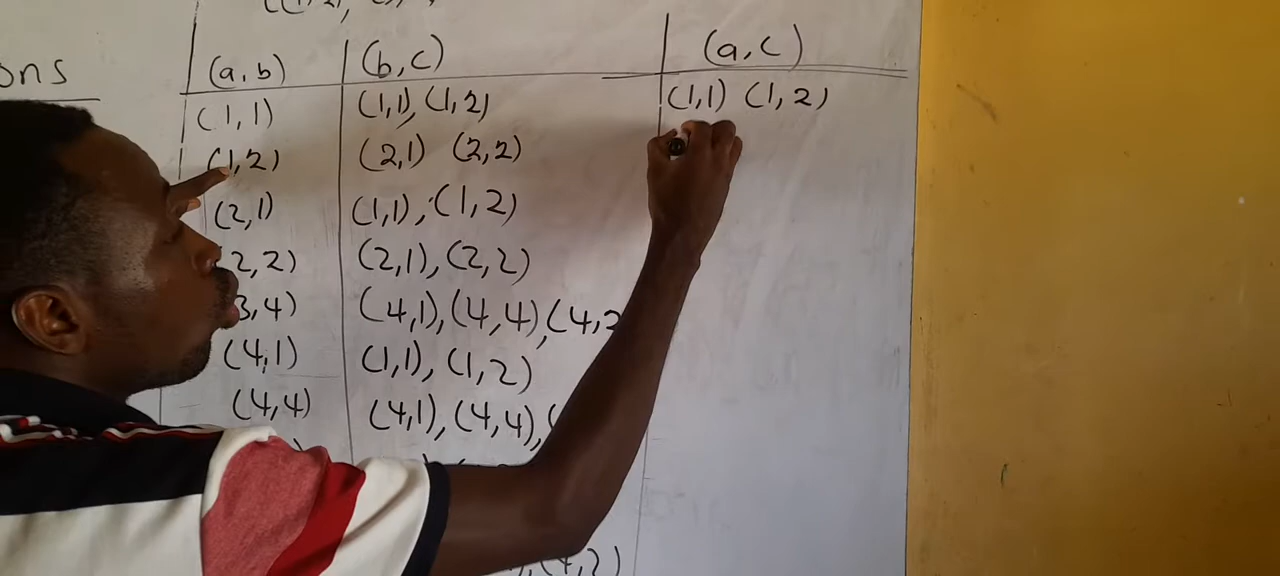 ons (a, b) (b, c) (a, c)
(1, 1) (1,1), (1, 2) (1,1) (1, 2)
(1, 2) (2,1) (2, 2)
(2, 1) (1,1), (1, 2)
2, 2) (2,1), (2, 2)
3, 4) (4,1), (4, 4), (4,2
(4,1) (1,1), (1, 2)
(4, 4) (4,1), (4, 4), (
(4,2)